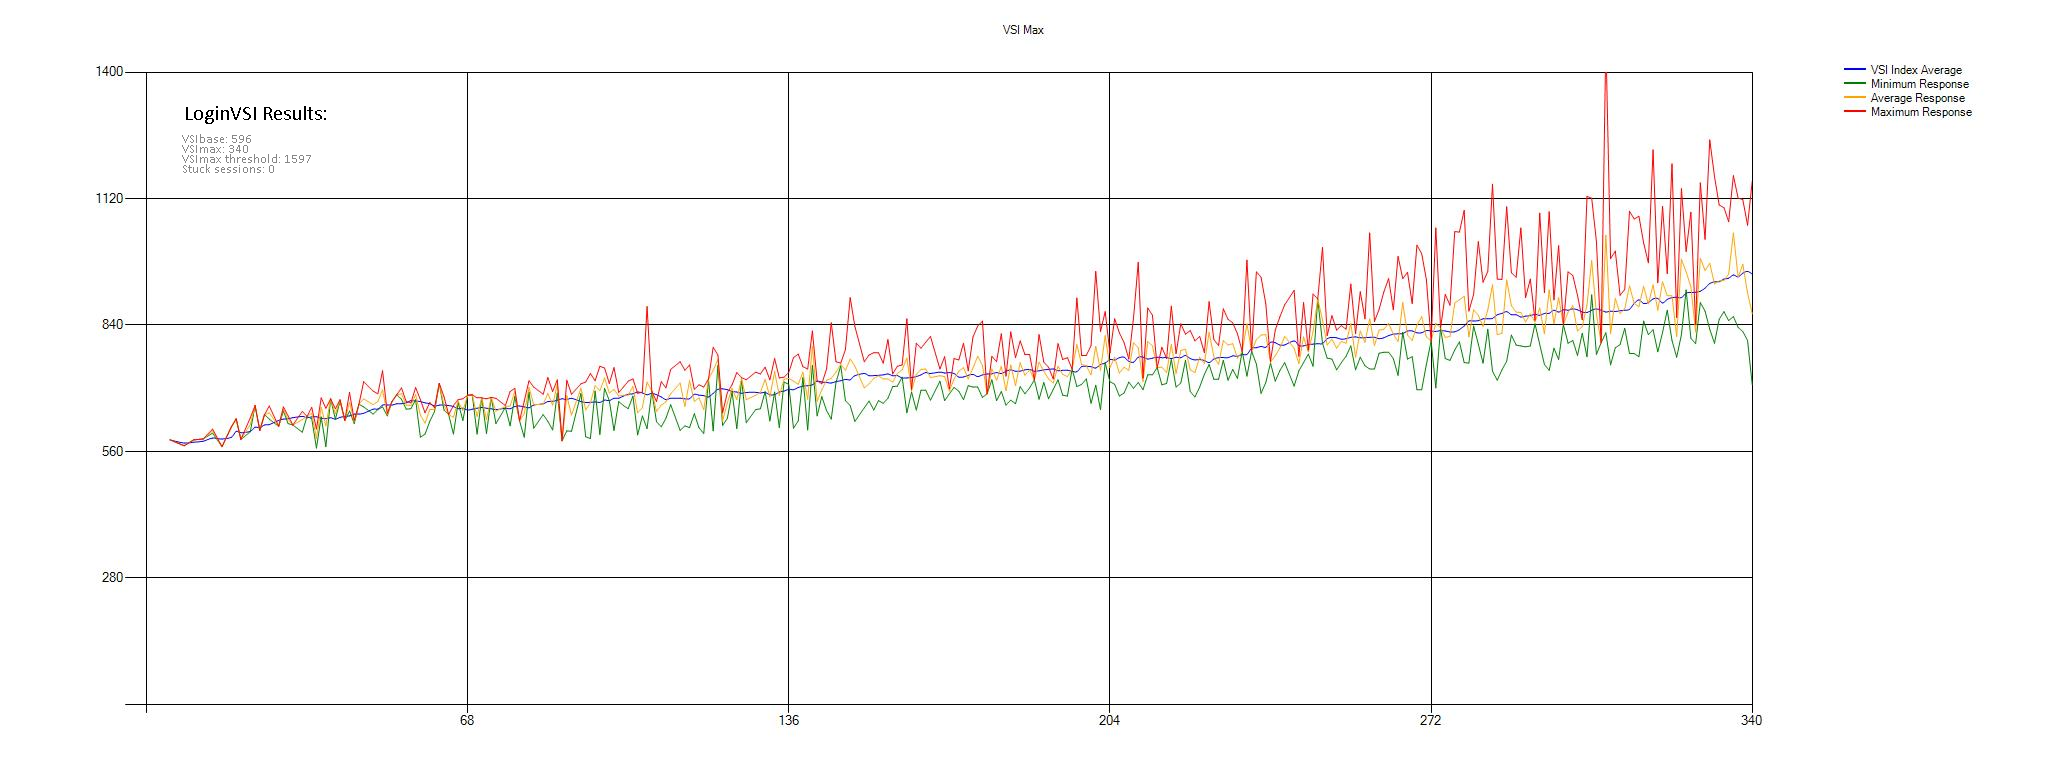 VSI Max
1400
1120
840
560
280
68
136
204
272
340
LoginVSI Results:
VSIbase: 596
VSImax: 340
VSImax threshold: 1597
Stuck sessions: 0
VSI Index Average
Minimum Response
Average Response
Maximum Response